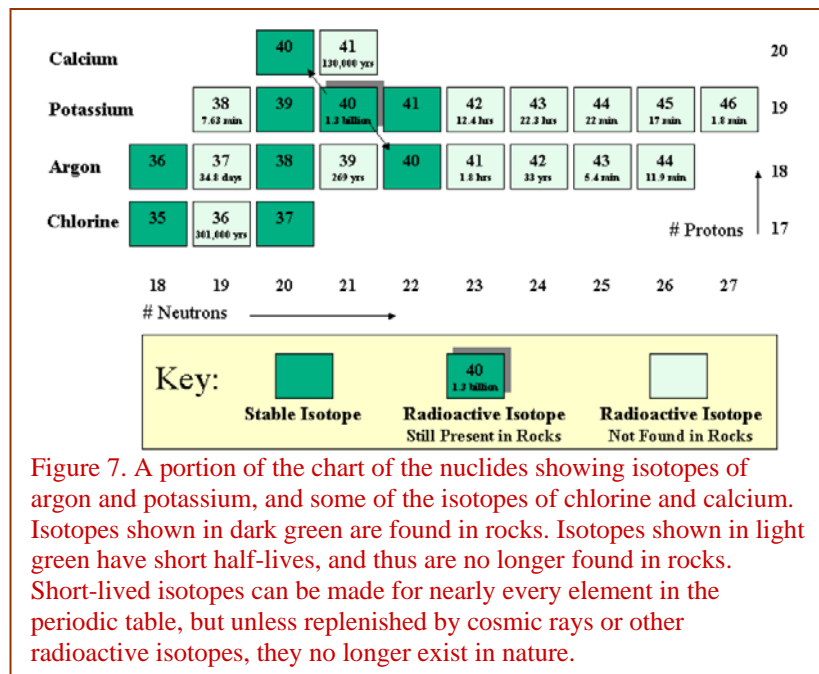 Calcium 40 41 20
130,000 yrs
Potassium 38 39 40 41 42 43 44 45 46 19
7.63 min 1.3 billion 12.4 hrs 22.3 hrs 22 min 17 min 1.8 min
Argon 36 37 38 39 40 41 42 43 44 18
34.8 days 269 yrs 1.8 hrs 33 yrs 5.4 min 11.9 min
Chlorine 35 36 37 # Protons 17
301,000 yrs
18 19 20 21 22 23 24 25 26 27
# Neutrons
Key: 40
1.3 billion
Stable Isotope Radioactive Isotope Radioactive Isotope
Still Present in Rocks Not Found in Rocks
Figure 7. A portion of the chart of the nuclides showing isotopes of
argon and potassium, and some of the isotopes of chlorine and calcium.
Isotopes shown in dark green are found in rocks. Isotopes shown in light
green have short half-lives, and thus are no longer found in rocks.
Short-lived isotopes can be made for nearly every element in the
periodic table, but unless replenished by cosmic rays or other
radioactive isotopes, they no longer exist in nature.